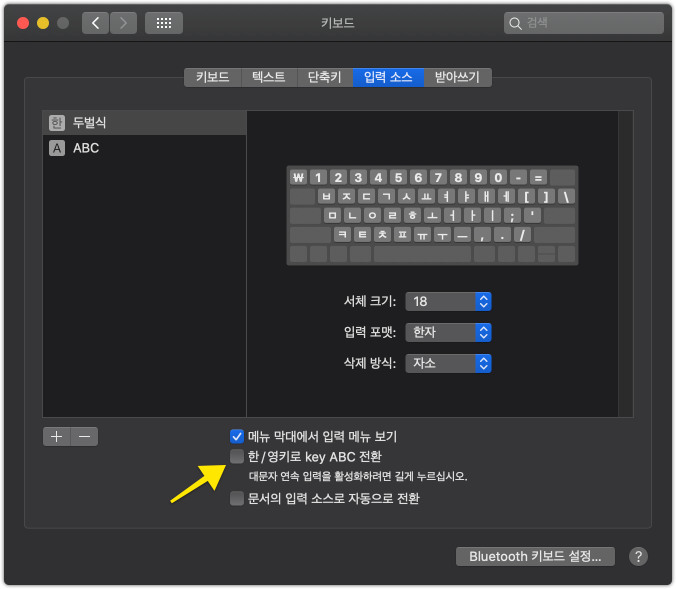 키보드
검색
키보드 텍스트 단축키 입력 소스 받아쓰기
한 두벌식
A ABC
₩ 1 2 3 4 5 6 7 8 9 0 - =
ㅂ ㅈ ㄷ ㄱ ㅅ ㅛ ㅕ ㅑ ㅐ ㅔ [ ] \
ㅁ ㄴ ㅇ ㄹ ㅎ ㅗ ㅓ ㅏ ㅣ ; '
ㅋ ㅌ ㅊ ㅍ ㅠ ㅜ ㅡ , . /
서체 크기: 18
입력 포맷: 한자
삭제 방식: 자소
메뉴 막대에서 입력 메뉴 보기
한/영키로 key ABC 전환
대문자 연속 입력을 활성화하려면 길게 누르십시오.
문서의 입력 소스로 자동으로 전환
Bluetooth 키보드 설정... ?